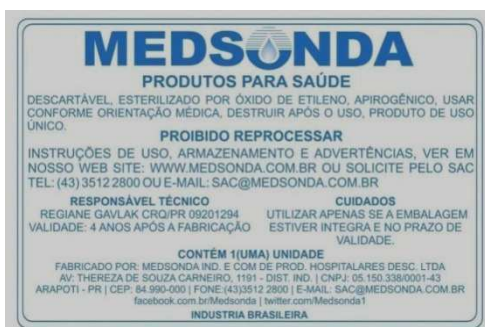 MEDSONDA
PRODUTOS PARA SAÚDE
DESCARTÁVEL, ESTERILIZADO POR ÓXIDO DE ETILENO, APIROGÊNICO, USAR
CONFORME ORIENTAÇÃO MÉDICA, DESTRUIR APÓS O USO, PRODUTO DE USO
ÚNICO.
PROIBIDO REPROCESSAR
INSTRUÇÕES DE USO, ARMAZENAMENTO E ADVERTÊNCIAS, VER EM
NOSSO WEB SITE: WWW.MEDSONDA.COM.BR OU SOLICITE PELO SAC
TEL: (43) 3512 2800 OU E-MAIL: SAC@MEDSONDA.COM.BR
RESPONSÁVEL TÉCNICO
REGIANE GAVLAK CRQ/PR 09201294
VALIDADE: 4 ANOS APÓS A FABRICAÇÃO
CUIDADOS
UTILIZAR APENAS SE A EMBALAGEM
ESTIVER INTEGRA E NO PRAZO DE
VALIDADE.
CONTÉM 1(UMA) UNIDADE
FABRICADO POR: MEDSONDA IND. E COM DE PROD. HOSPITALARES DESC. LTDA
AV: THEREZA DE SOUZA CARNEIRO, 1191 - DIST. IND. | CNPJ: 05.150.338/0001-43
ARAPOTI - PR | CEP: 84.990-000 | FONE:(43)3512 2800 | E-MAIL: SAC@MEDSONDA.COM.BR
facebook.com.br/Medsonda | twitter.com/Medsonda1
INDUSTRIA BRASILEIRA